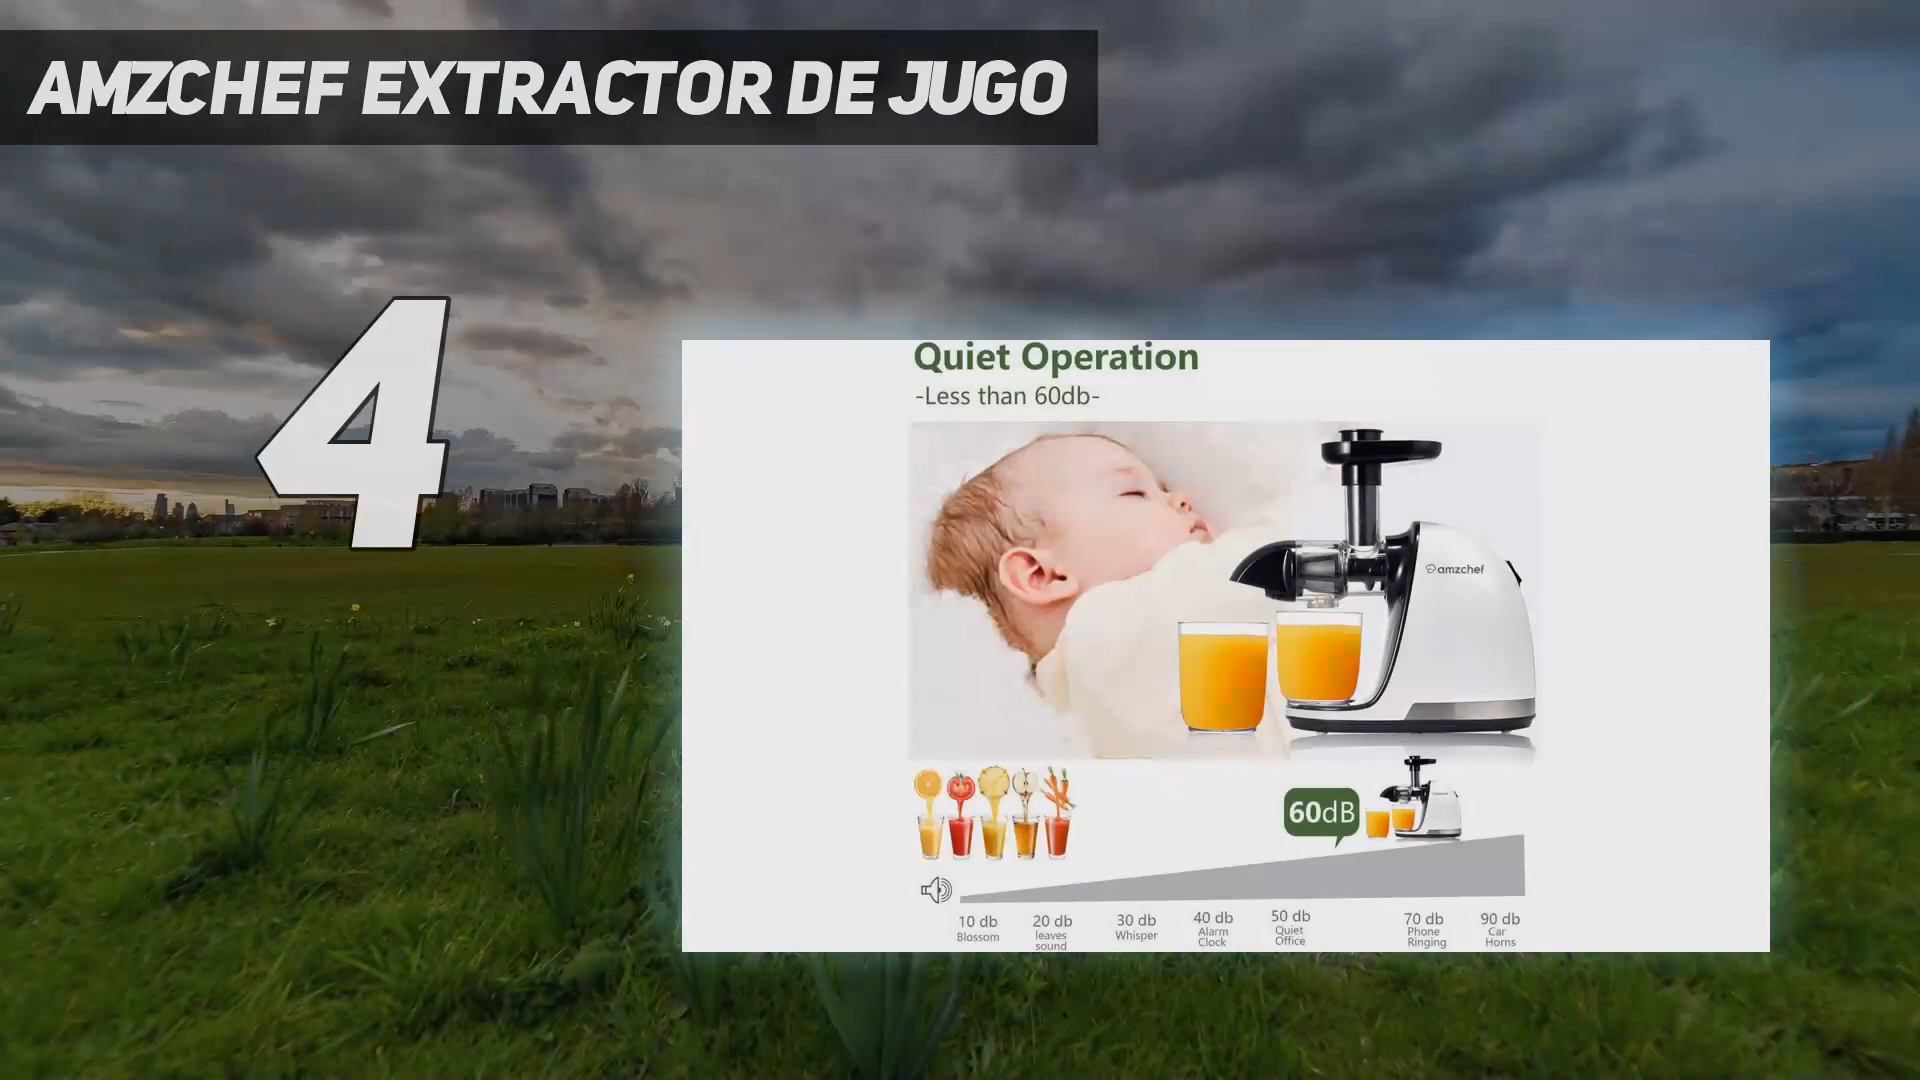 AMZCHEF EXTRACTOR DE JUGO
4
Quiet Operation
-Less than 60db-
amzchef
60dB
10 db
Blossom
20 db
leaves
sound
30 db
Whisper
40 db
Alarm
Clock
50 db
Quiet
Office
70 db
Phone
Ringing
90 db
Car
Horns